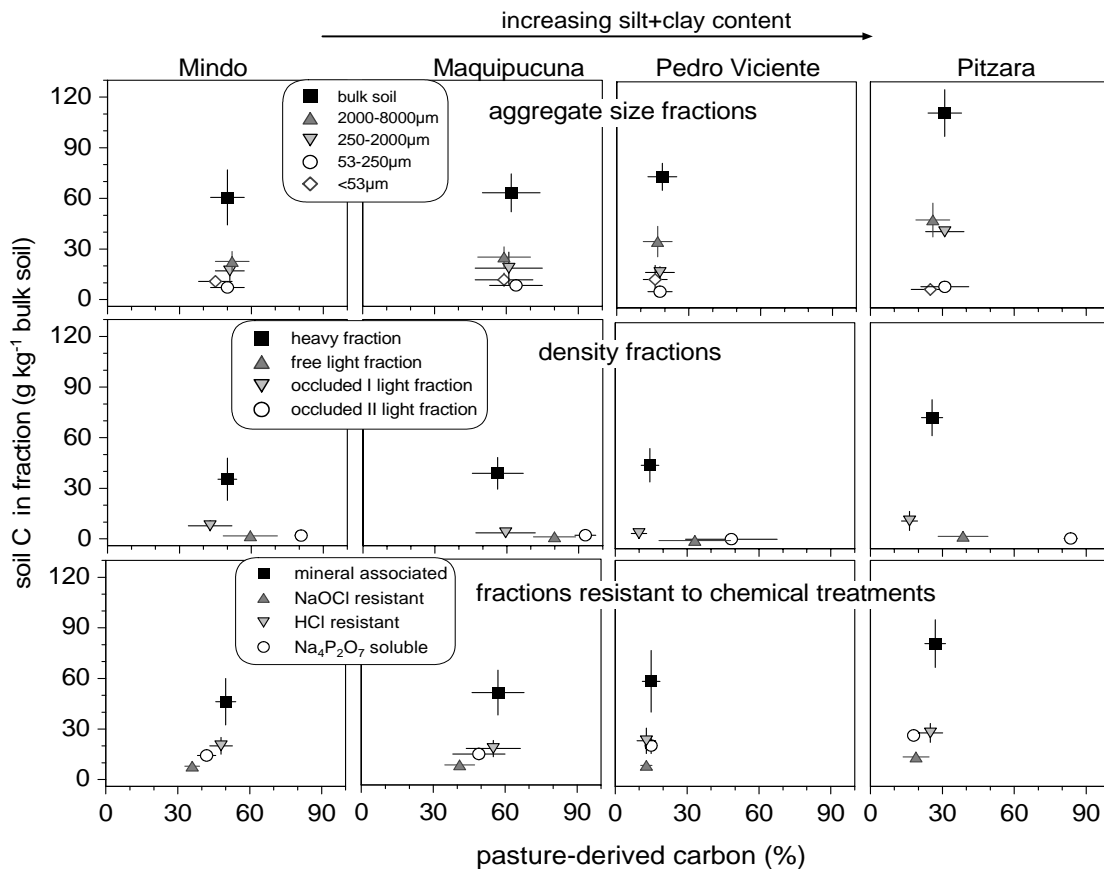 increasing silt+clay content
Mindo Maquipucuna Pedro Viciente Pitzara
aggregate size fractions
bulk soil
2000-8000µm
250-2000µm
53-250µm
<53µm
120
90
60
30
0
density fractions
heavy fraction
free light fraction
occluded I light fraction
occluded II light fraction
120
90
60
30
0
fractions resistant to chemical treatments
mineral associated
NaOCl resistant
HCl resistant
Na₄P₂O₇ soluble
120
90
60
30
0
soil C in fraction (g kg⁻¹ bulk soil)
0 30 60 90 0 30 60 90 0 30 60 90 0 30 60 90
pasture-derived carbon (%)